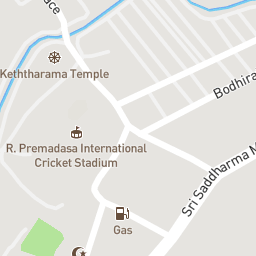 Keththarama Temple
R. Premadasa International
Cricket Stadium
Gas
Bodhira
Sri Saddharma M